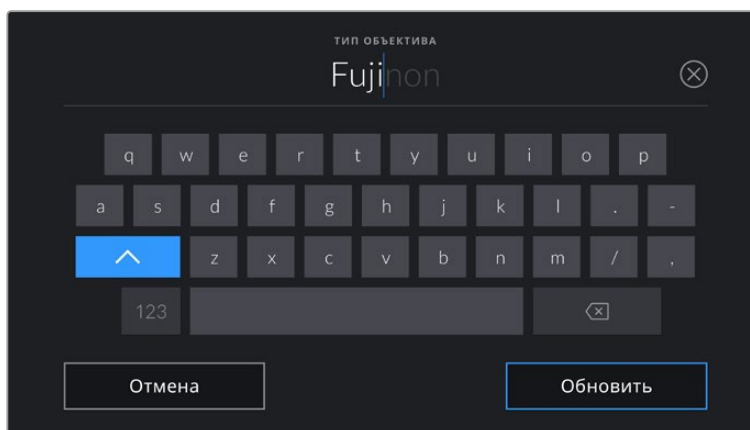 ТИП ОБЪЕКТИВА
Fujinon
q w e r t y u i o p
a s d f g h j k l . -
z x c v b n m / ,
123
Отмена Обновить